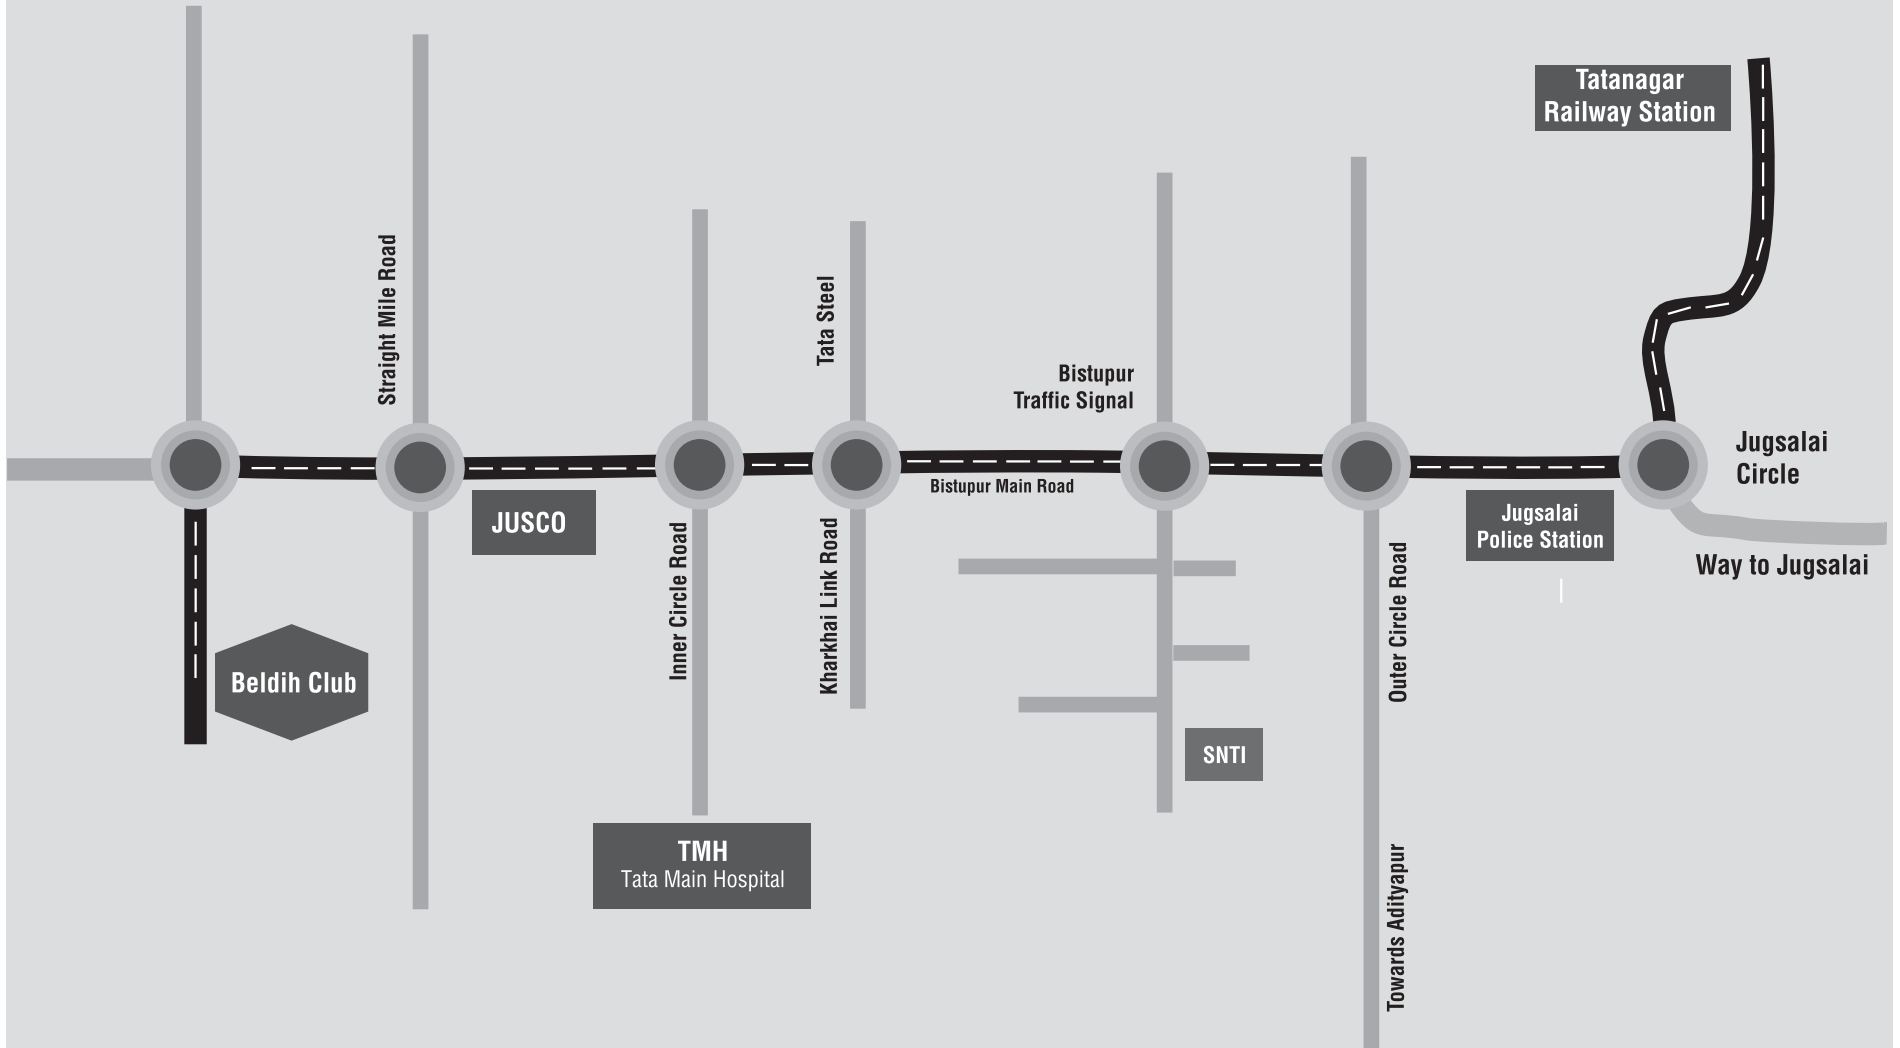 Tatanagar
Railway Station
Straight Mile Road
Tata Steel
Bistupur
Traffic Signal
Jugsalai
Circle
Bistupur Main Road
JUSCO
Jugsalai
Police Station
Way to Jugsalai
Inner Circle Road
Kharkhai Link Road
Outer Circle Road
Beldih Club
SNTI
TMH
Tata Main Hospital
Towards Adityapur